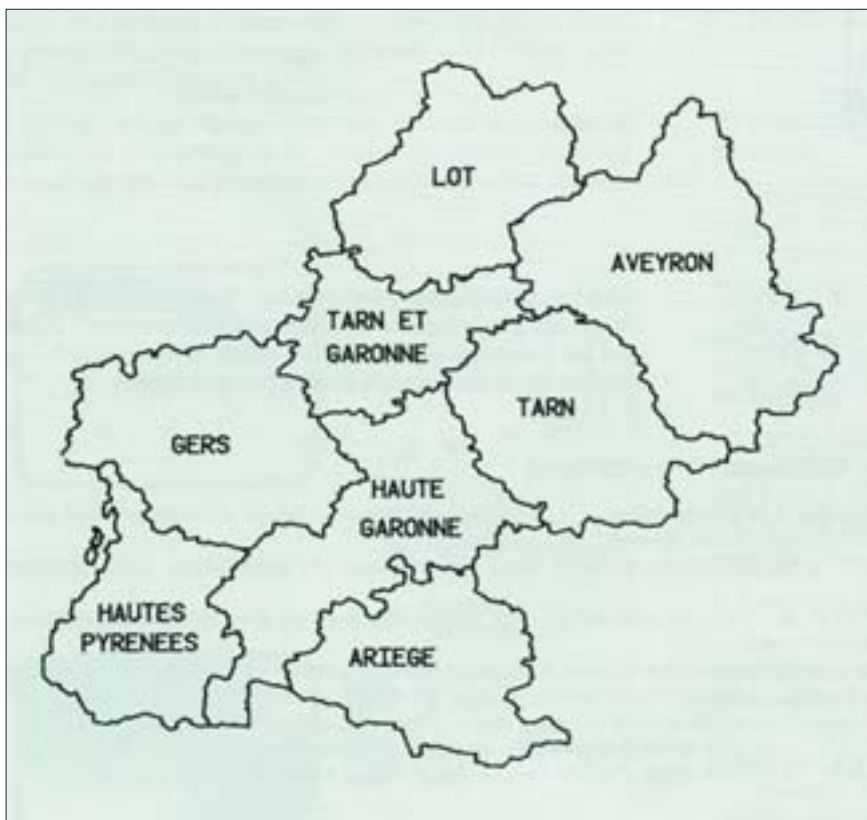 LOT
AVEYRON
TARN ET
GARONNE
TARN
GERS
HAUTE
GARONNE
HAUTES
PYRENEES
ARIEGE